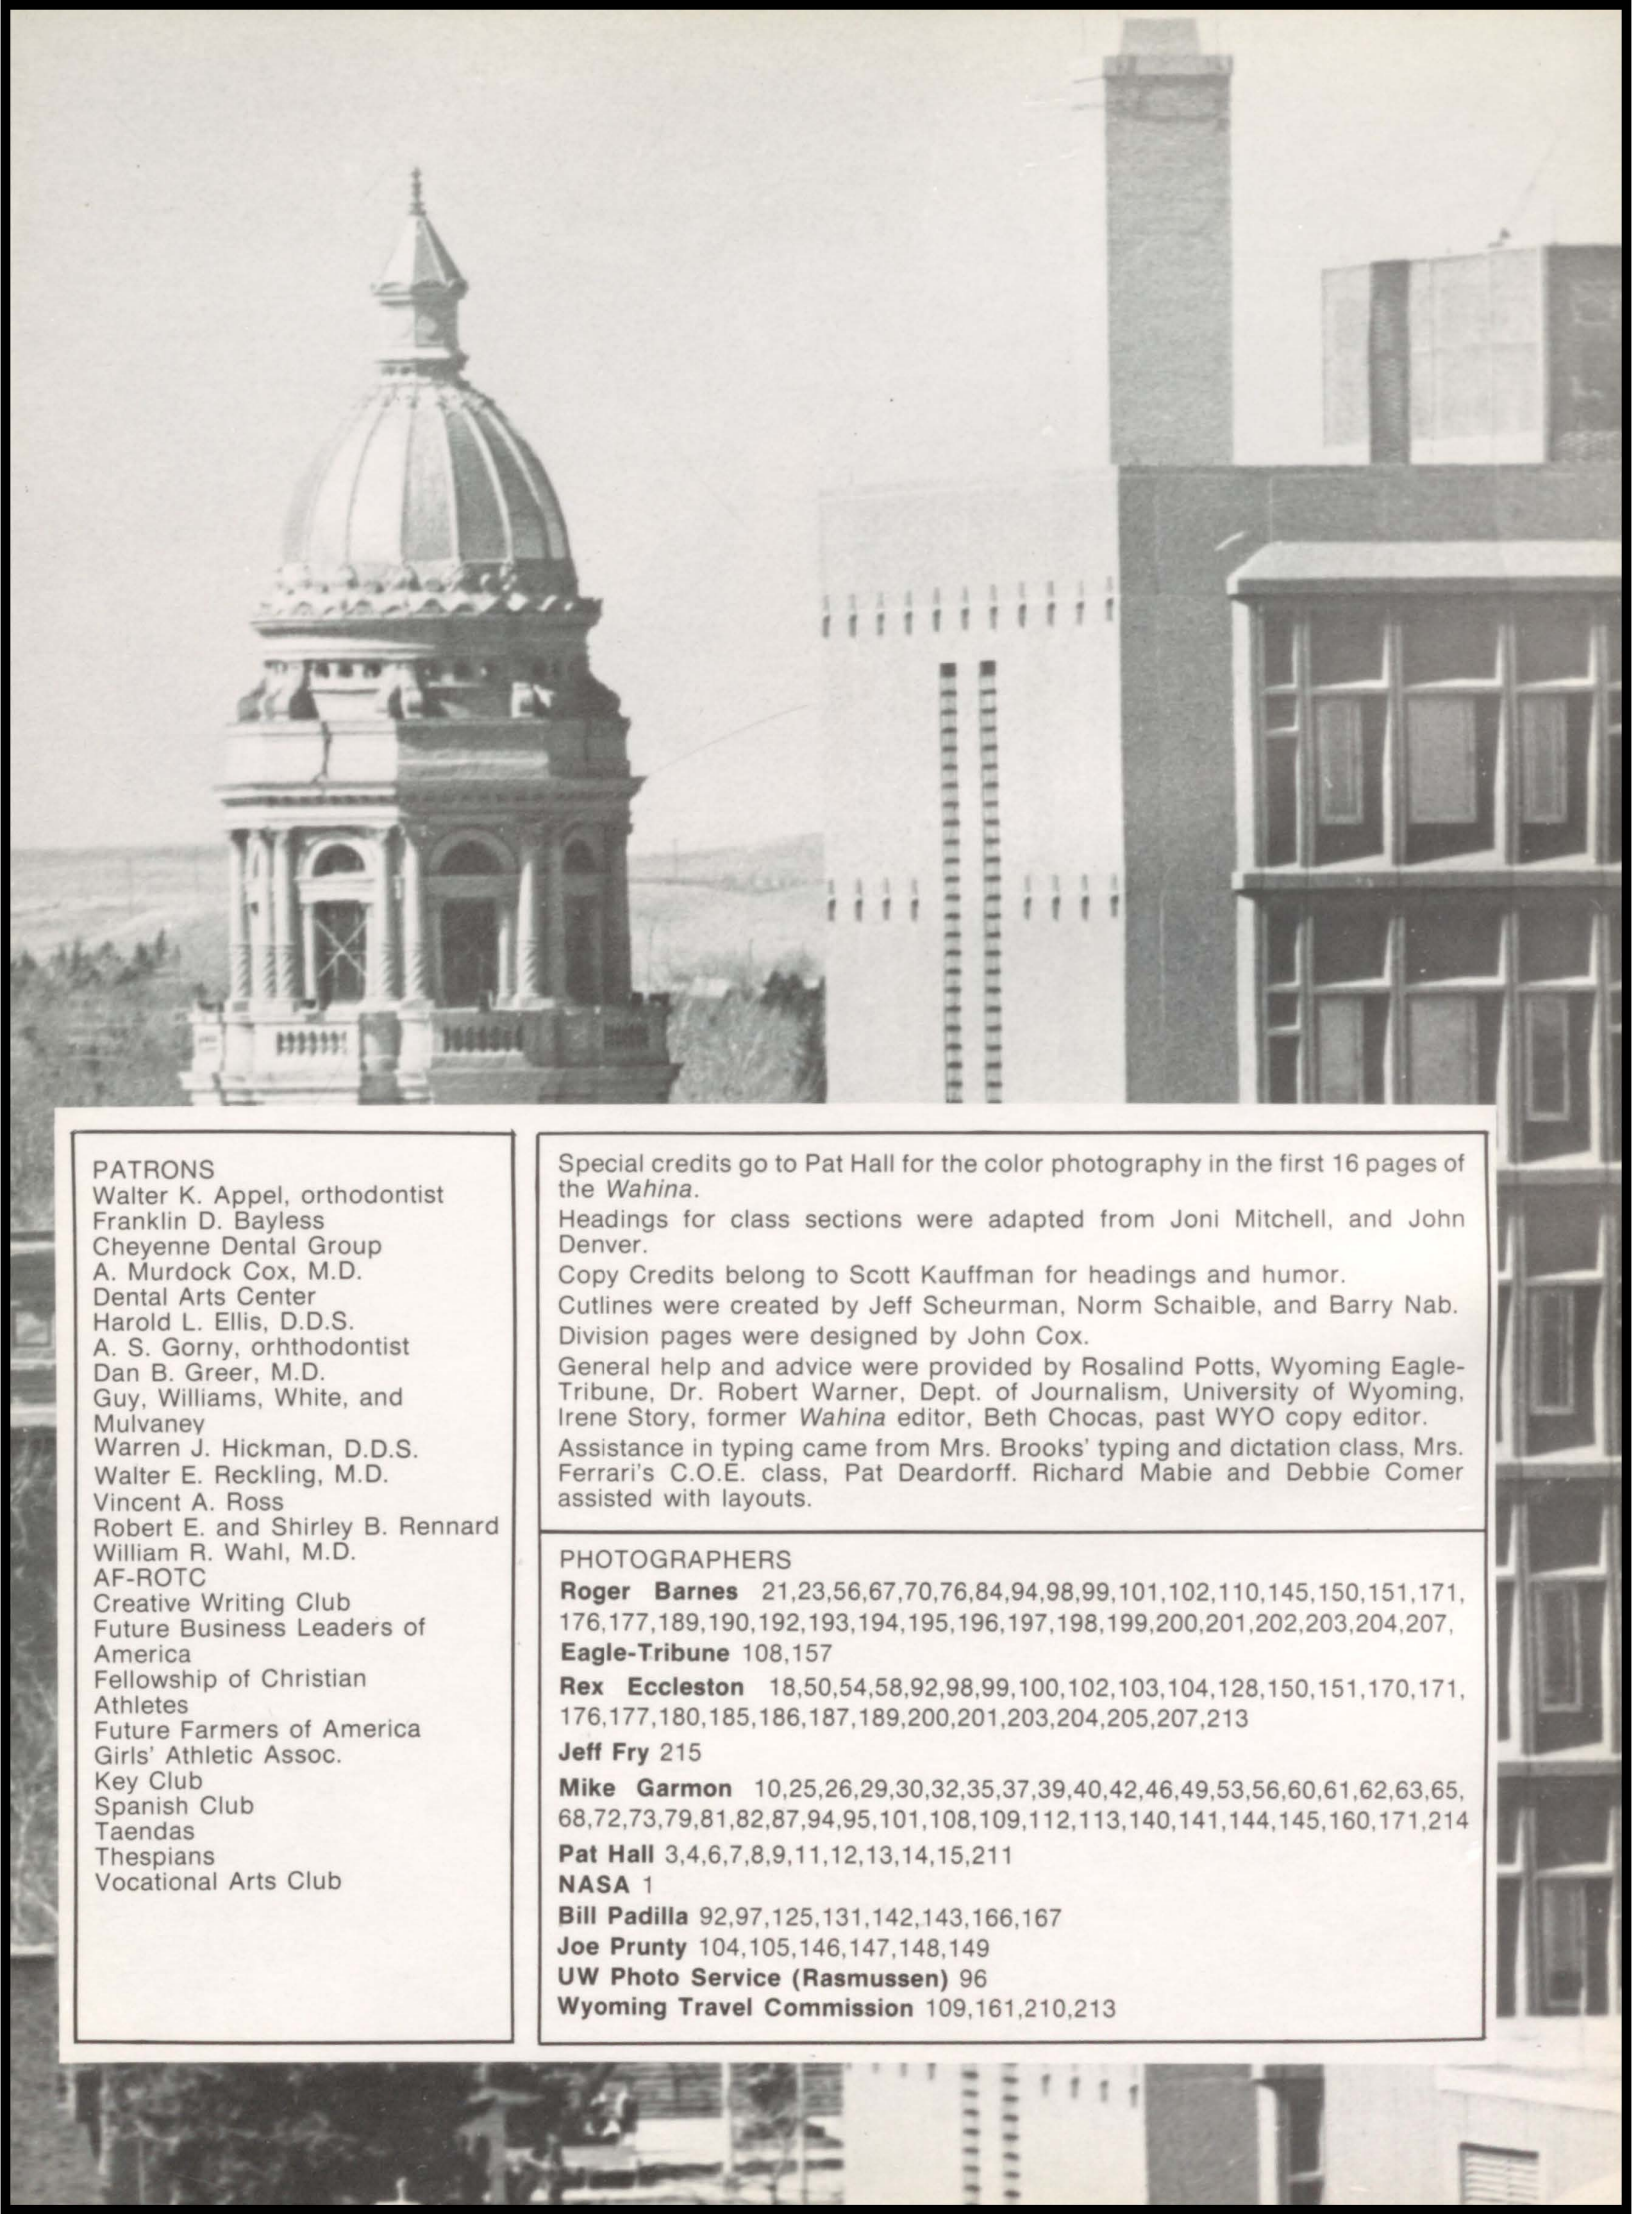 PATRONS
Walter K. Appel, orthodontist
Franklin D. Bayless
Cheyenne Dental Group
A. Murdock Cox, M.D.
Dental Arts Center
Harold L. Ellis, D.D.S.
A. S. Gorny, orhthodontist
Dan B. Greer, M.D.
Guy, Williams, White, and
Mulvaney
Warren J. Hickman, D.D.S.
Walter E. Reckling, M.D.
Vincent A. Ross
Robert E. and Shirley B. Rennard
William R. Wahl, M.D.
AF-ROTC
Creative Writing Club
Future Business Leaders of
America
Fellowship of Christian
Athletes
Future Farmers of America
Girls' Athletic Assoc.
Key Club
Spanish Club
Taendas
Thespians
Vocational Arts Club
Special credits go to Pat Hall for the color photography in the first 16 pages of
the Wahina.
Headings for class sections were adapted from Joni Mitchell, and John
Denver.
Copy Credits belong to Scott Kauffman for headings and humor.
Cutlines were created by Jeff Scheurman, Norm Schaible, and Barry Nab.
Division pages were designed by John Cox.
General help and advice were provided by Rosalind Potts, Wyoming Eagle-
Tribune, Dr. Robert Warner, Dept. of Journalism, University of Wyoming,
Irene Story, former Wahina editor, Beth Chocas, past WYO copy editor.
Assistance in typing came from Mrs. Brooks' typing and dictation class, Mrs.
Ferrari's C.O.E. class, Pat Deardorff. Richard Mabie and Debbie Comer
assisted with layouts.
PHOTOGRAPHERS
Roger Barnes 21,23,56,67,70,76,84,94,98,99,101,102,110,145,150,151,171,
176,177,189,190,192,193,194,195,196,197,198,199,200,201,202,203,204,207,
Eagle-Tribune 108,157
Rex Eccleston 18,50,54,58,92,98,99,100,102,103,104,128,150,151,170,171,
176,177,180,185,186,187,189,200,201,203,204,205,207,213
Jeff Fry 215
Mike Garmon 10,25,26,29,30,32,35,37,39,40,42,46,49,53,56,60,61,62,63,65,
68,72,73,79,81,82,87,94,95,101,108,109,112,113,140,141,144,145,160,171,214
Pat Hall 3,4,6,7,8,9,11,12,13,14,15,211
NASA 1
Bill Padilla 92,97,125,131,142,143,166,167
Joe Prunty 104,105,146,147,148,149
UW Photo Service (Rasmussen) 96
Wyoming Travel Commission 109,161,210,213